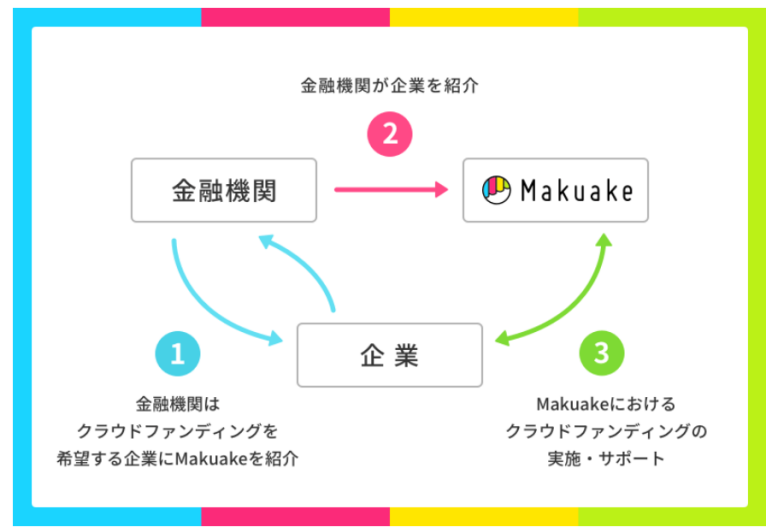 金融機関が企業を紹介
2
金融機関
Makuake
企業
1
金融機関は
クラウドファンディングを
希望する企業にMakuakeを紹介
3
Makuakeにおける
クラウドファンディングの
実施・サポート